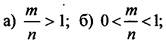 а) m/n > 1; б) 0 < m/n < 1;